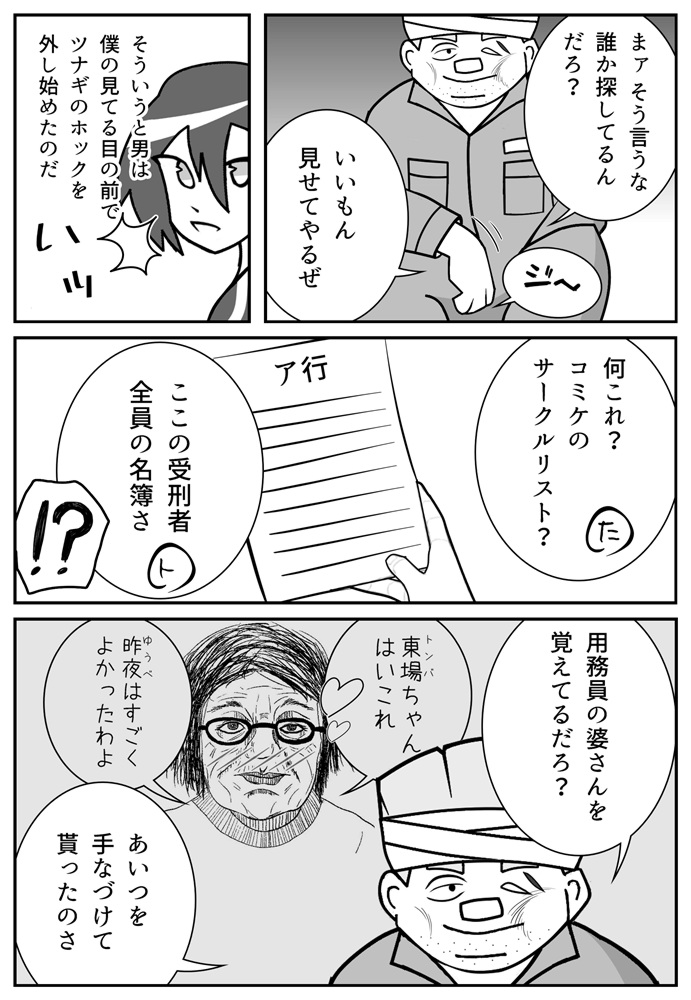 まァそう言うな
誰か探してるん
だろ？
いいもん
見せてやるぜ
ジ〜
そういうと男は
僕の見てる目の前で
ツナギのホックを
外し始めたのだ
いッ
何これ？
コミケの
サークルリスト？
た
ア行
ここの受刑者
全員の名簿さ
ト
!?
用務員の婆さんを
覚えてるだろ？
東場ちゃん
トンバ
はいこれ
昨夜はすごく
ゆうべ
よかったわよ
あいつを
手なづけて
貰ったのさ